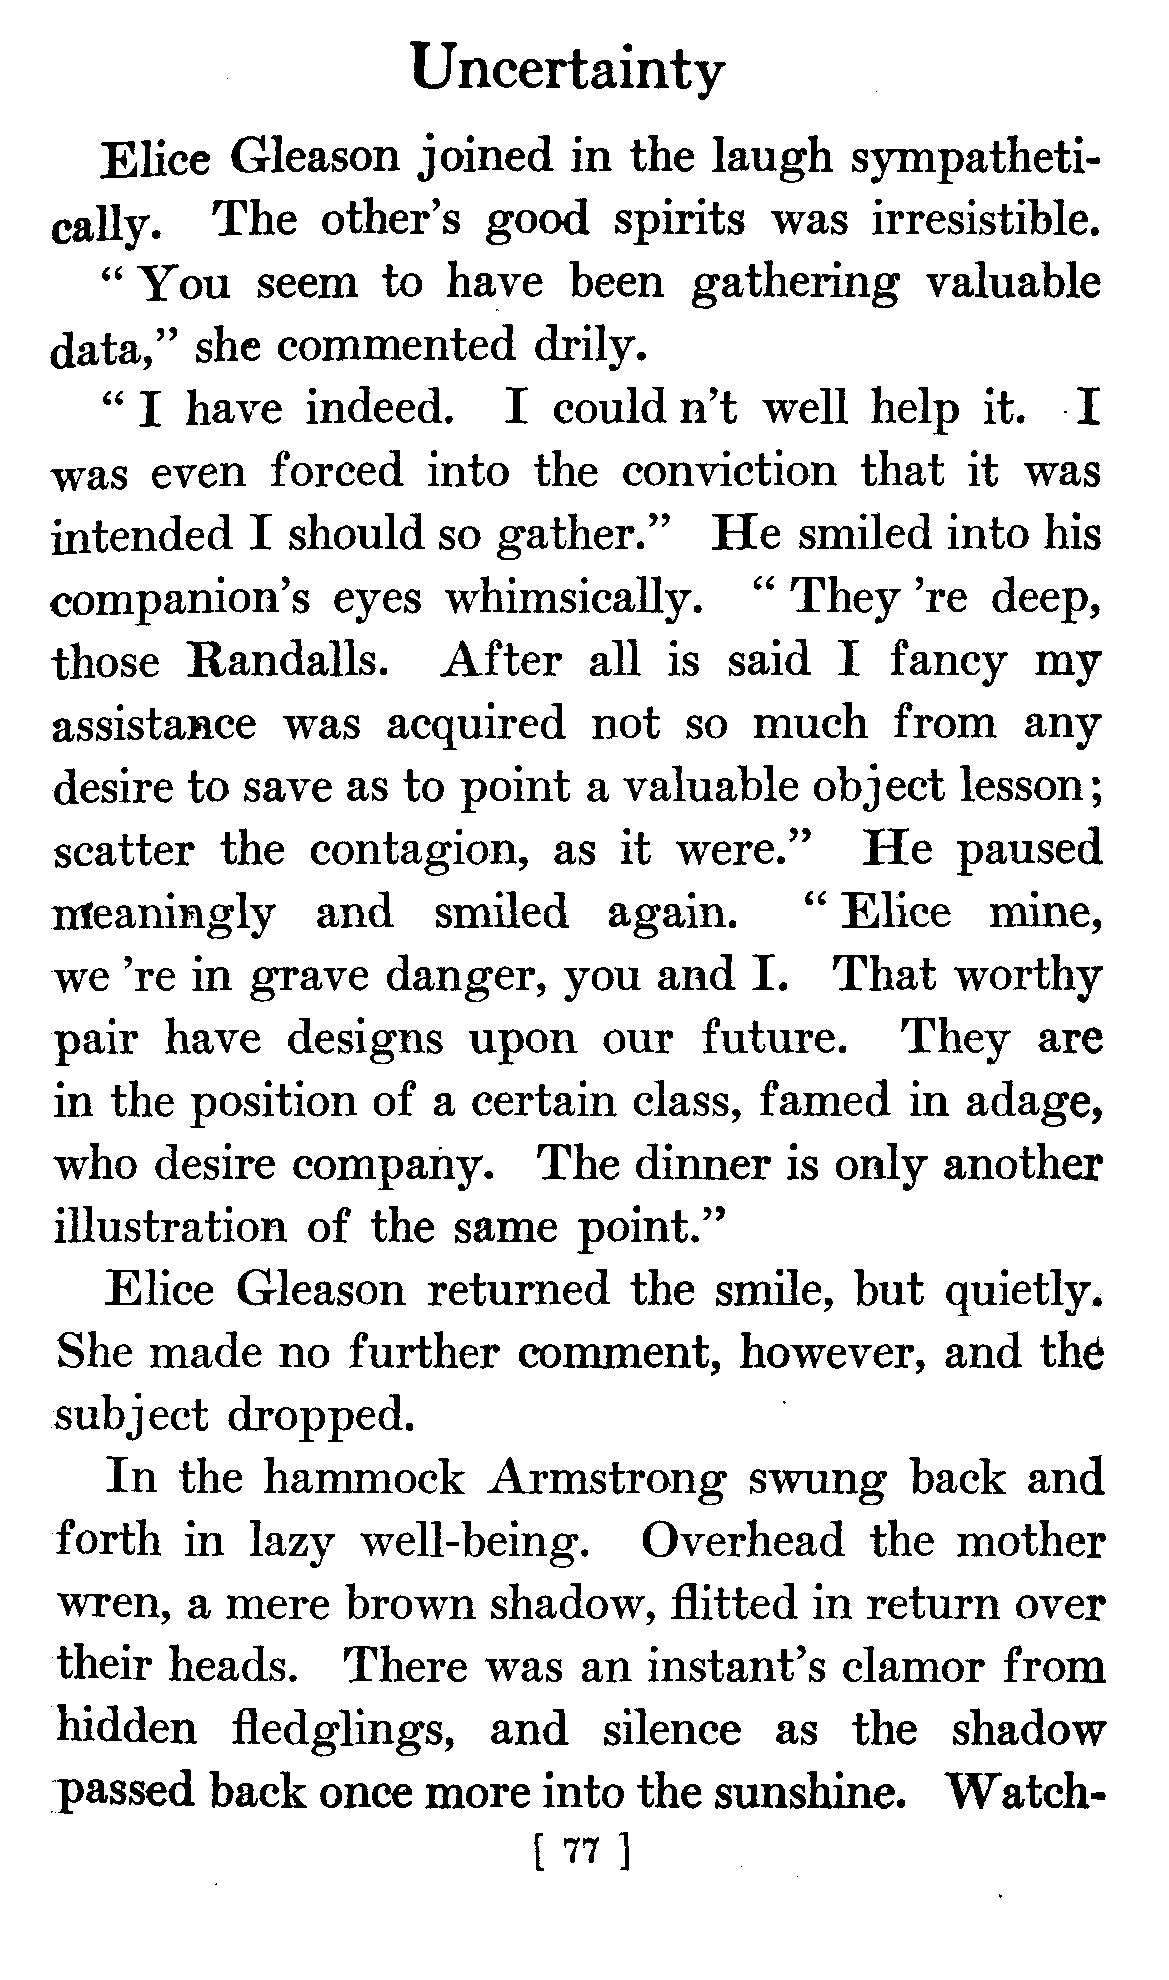 Uncertainty
Elice Gleason joined in the laugh sympatheti-
cally. The other's good spirits was irresistible.
" You seem to have been gathering valuable
data," she commented drily.
" I have indeed. I could n't well help it. I
was even forced into the conviction that it was
intended I should so gather." He smiled into his
companion's eyes whimsically. " They 're deep,
those Randalls. After all is said I fancy my
assistance was acquired not so much from any
desire to save as to point a valuable object lesson;
scatter the contagion, as it were." He paused
meaningly and smiled again. " Elice mine,
we 're in grave danger, you and I. That worthy
pair have designs upon our future. They are
in the position of a certain class, famed in adage,
who desire company. The dinner is only another
illustration of the same point."
Elice Gleason returned the smile, but quietly.
She made no further comment, however, and the
subject dropped.
In the hammock Armstrong swung back and
forth in lazy well-being. Overhead the mother
wren, a mere brown shadow, flitted in return over
their heads. There was an instant's clamor from
hidden fledglings, and silence as the shadow
passed back once more into the sunshine. Watch-
[ 77 ]